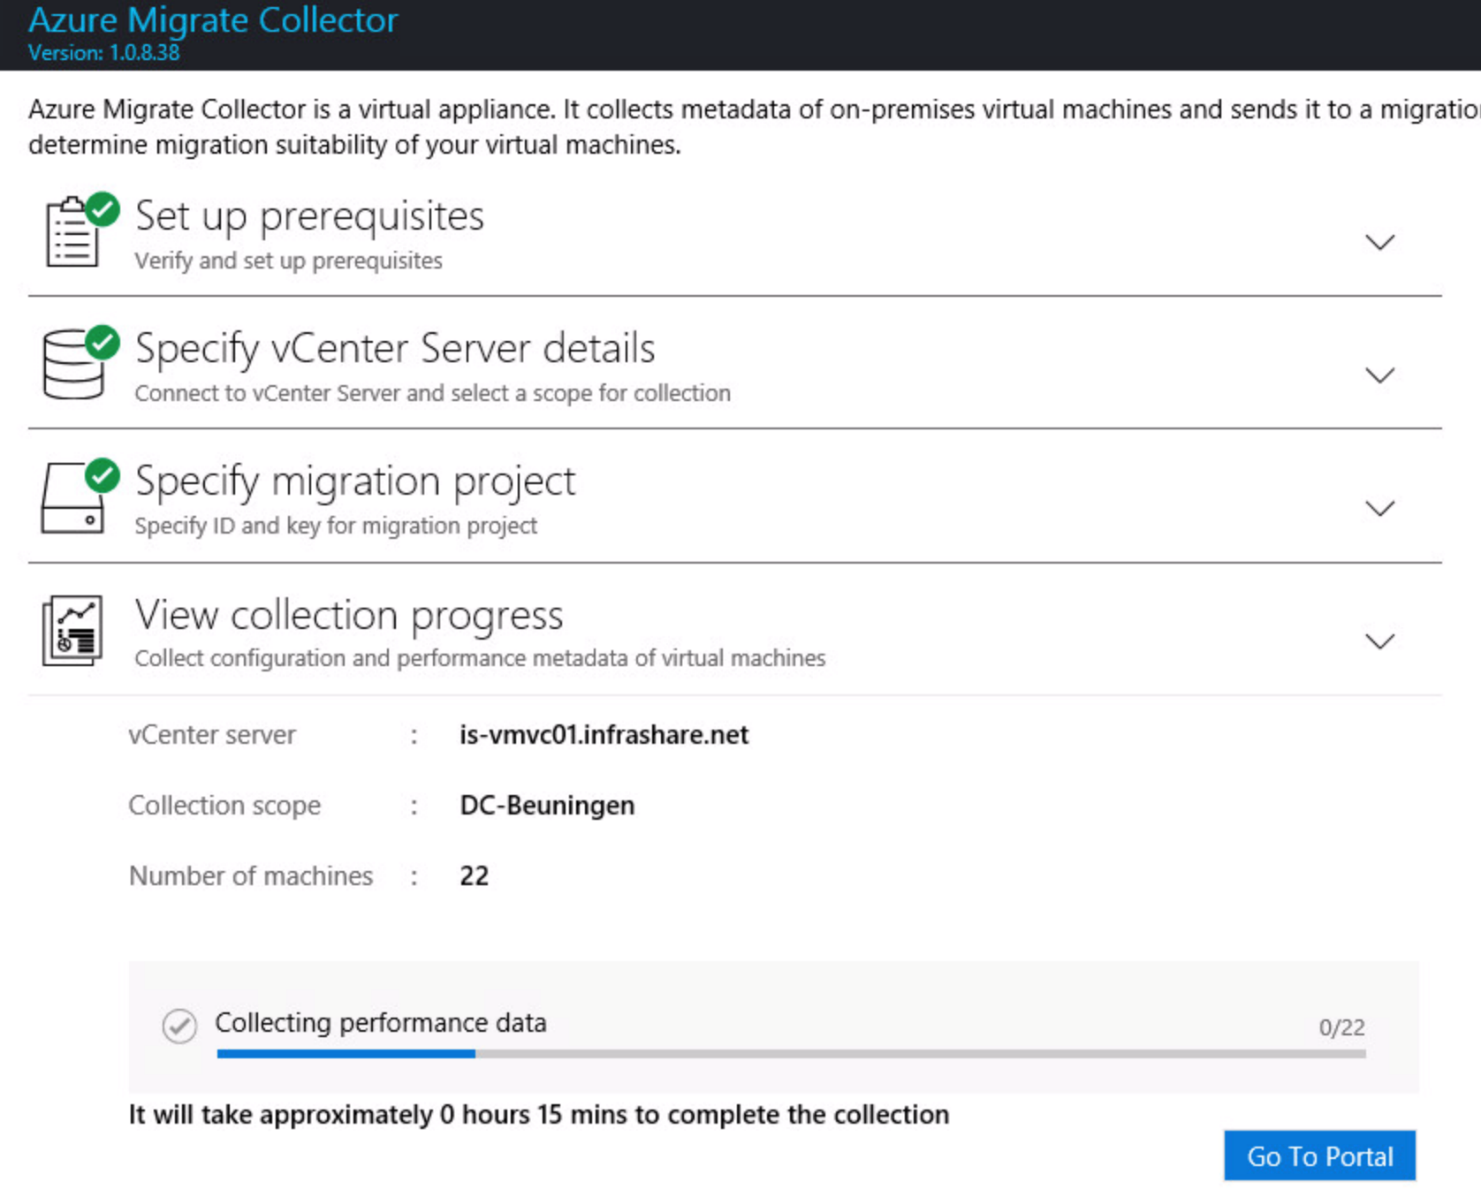 Azure Migrate Collector
Version: 1.0.8.38
Azure Migrate Collector is a virtual appliance. It collects metadata of on-premises virtual machines and sends it to a
determine migration suitability of your virtual machines.
Set up prerequisites
Verify and set up prerequisites
Specify vCenter Server details
Connect to vCenter Server and select a scope for collection
Specify migration project
Specify ID and key for migration project
View collection progress
Collect configuration and performance metadata of virtual machines
vCenter server : is-vmvc01.infrashare.net
Collection scope : DC-Beuningen
Number of machines : 22
Collecting performance data 0/22
It will take approximately 0 hours 15 mins to complete the collection
Go To Portal